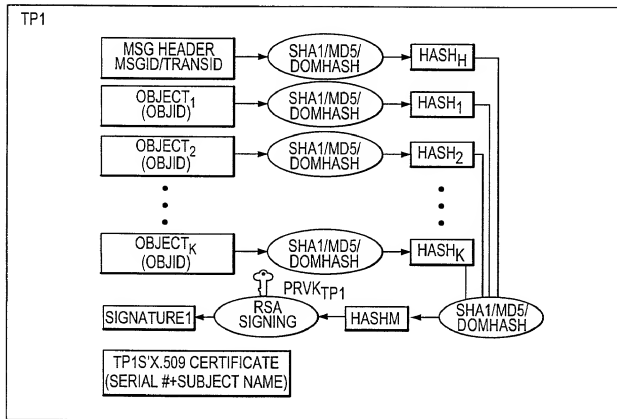 TP1
MSG HEADER
MSGID/TRANSID
SHA1/MD5/
DOMHASH
HASHH
OBJECT1
(OBJID)
SHA1/MD5/
DOMHASH
HASH1
OBJECT2
(OBJID)
SHA1/MD5/
DOMHASH
HASH2
OBJECTK
(OBJID)
SHA1/MD5/
DOMHASH
HASHK
PRVKTP1
SIGNATURE1
RSA
SIGNING
HASHM
SHA1/MD5/
DOMHASH
TP1S'X.509 CERTIFICATE
(SERIAL #+SUBJECT NAME)